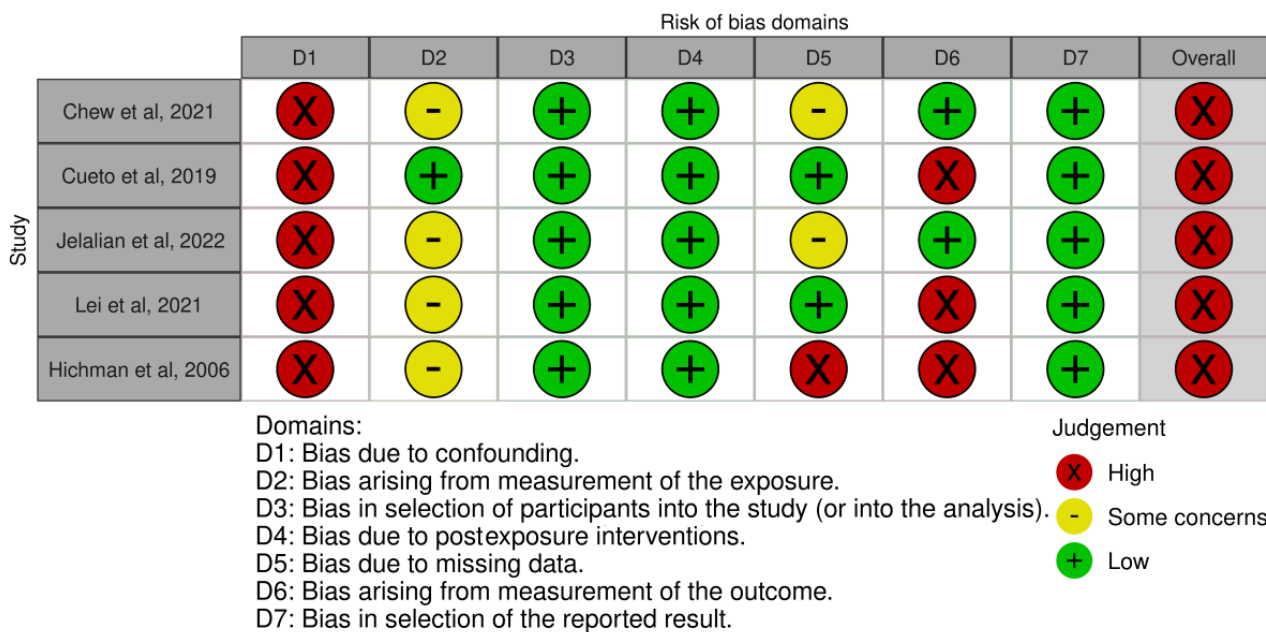 Risk of bias domains
D1 D2 D3 D4 D5 D6 D7 Overall
Study
Chew et al, 2021 X - + + - + + X
Cueto et al, 2019 X + + + + X + X
Jelalian et al, 2022 X - + + - + + X
Lei et al, 2021 X - + + + X + X
Hichman et al, 2006 X - + + X X + X
Domains:
D1: Bias due to confounding.
D2: Bias arising from measurement of the exposure.
D3: Bias in selection of participants into the study (or into the analysis).
D4: Bias due to postexposure interventions.
D5: Bias due to missing data.
D6: Bias arising from measurement of the outcome.
D7: Bias in selection of the reported result.
Judgement
X High
- Some concerns
+ Low